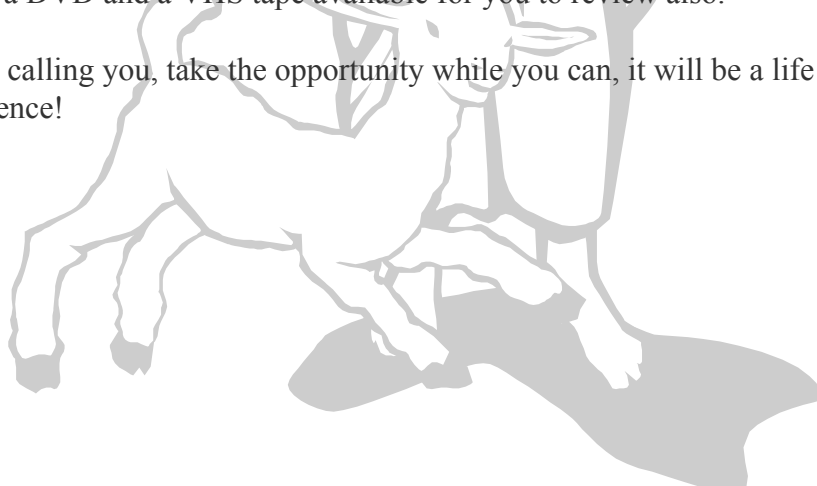 a DVD and a VHS tape available for you to review also.
calling you, take the opportunity while you can, it will be a life
ence!